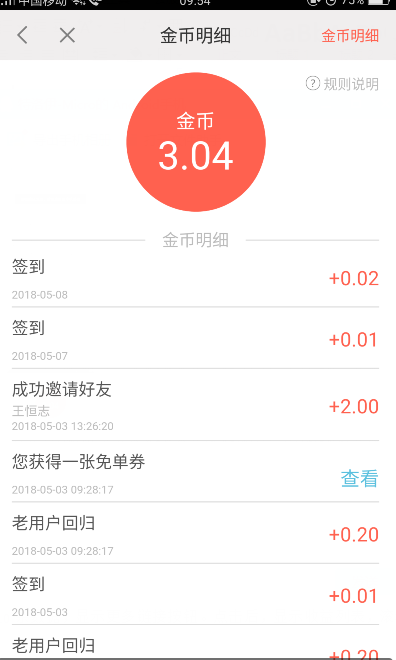 中国移动
09:54
75%
金币明细
金币明细
规则说明
金币
3.04
金币明细
签到
+0.02
2018-05-08
签到
+0.01
2018-05-07
成功邀请好友
王恒志
+2.00
2018-05-03 13:26:20
您获得一张免单券
查看
2018-05-03 09:28:17
老用户回归
+0.20
2018-05-03 09:28:17
签到
+0.01
2018-05-03
老用户回归
+0.20